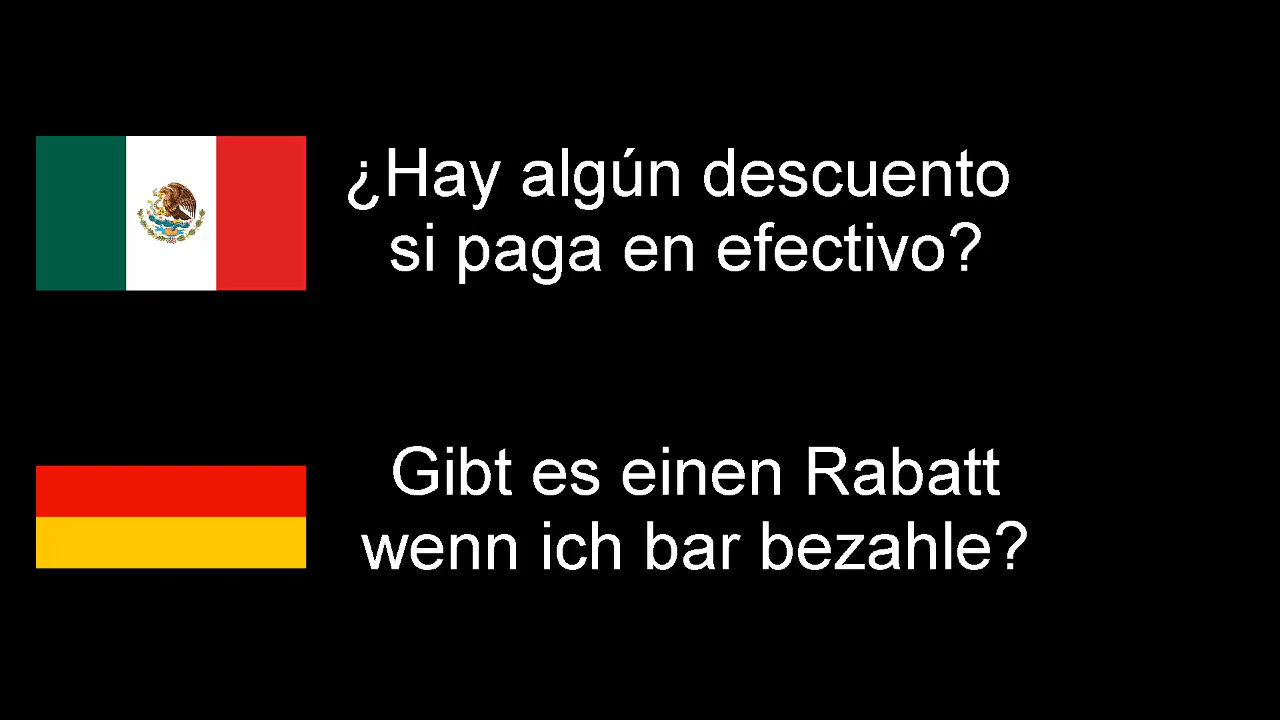 ¿Hay algún descuento
si paga en efectivo?
Gibt es einen Rabatt
wenn ich bar bezahle?